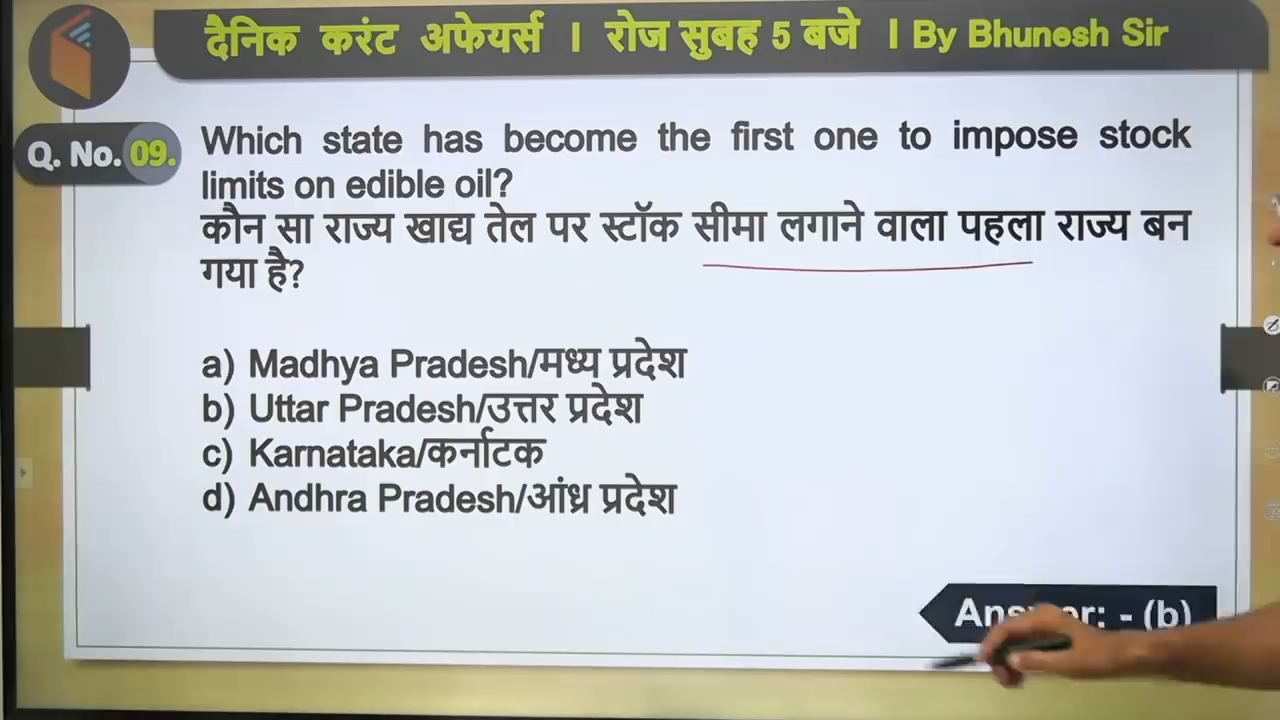 दैनिक करंट अफेयर्स । रोज सुबह 5 बजे । By Bhunesh Sir
Q. No. 09.
Which state has become the first one to impose stock
limits on edible oil?
कौन सा राज्य खाद्य तेल पर स्टॉक सीमा लगाने वाला पहला राज्य बन
गया है?
a) Madhya Pradesh/मध्य प्रदेश
b) Uttar Pradesh/उत्तर प्रदेश
c) Karnataka/कर्नाटक
d) Andhra Pradesh/आंध्र प्रदेश
Answer: - (b)